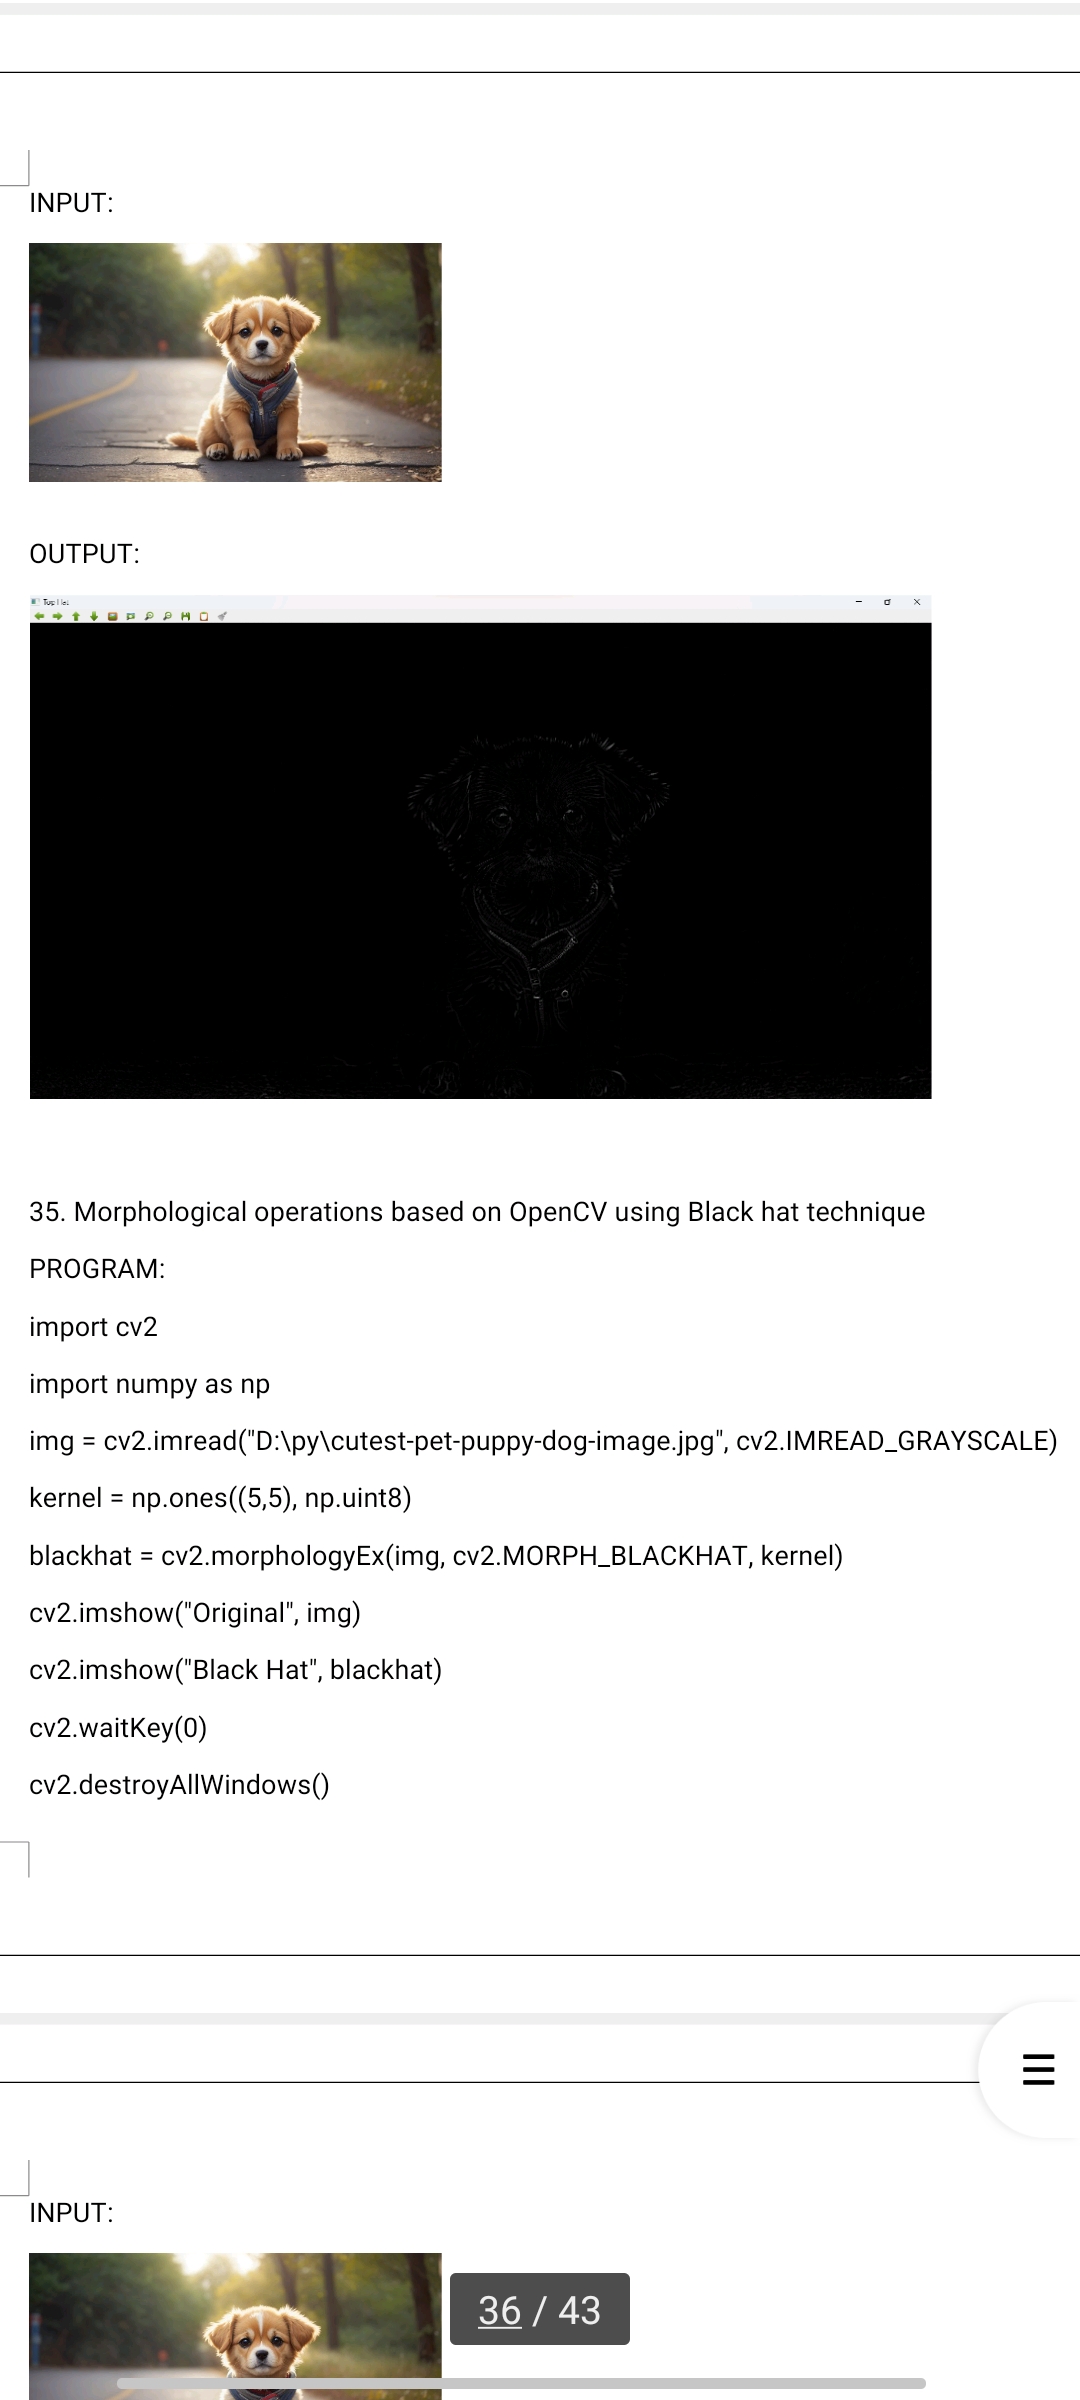 INPUT:
OUTPUT:
Top Hat
35. Morphological operations based on OpenCV using Black hat technique
PROGRAM:
import cv2
import numpy as np
img = cv2.imread("D:\py\cutest-pet-puppy-dog-image.jpg", cv2.IMREAD_GRAYSCALE)
kernel = np.ones((5,5), np.uint8)
blackhat = cv2.morphologyEx(img, cv2.MORPH_BLACKHAT, kernel)
cv2.imshow("Original", img)
cv2.imshow("Black Hat", blackhat)
cv2.waitKey(0)
cv2.destroyAllWindows()
INPUT:
36 / 43